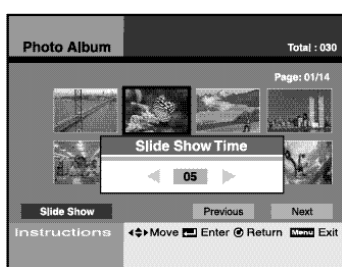 Photo Album
Total : 030
Page: 01/14
Slide Show Time
05
Slide Show
Previous
Next
Instructions
Move Enter Return Menu Exit